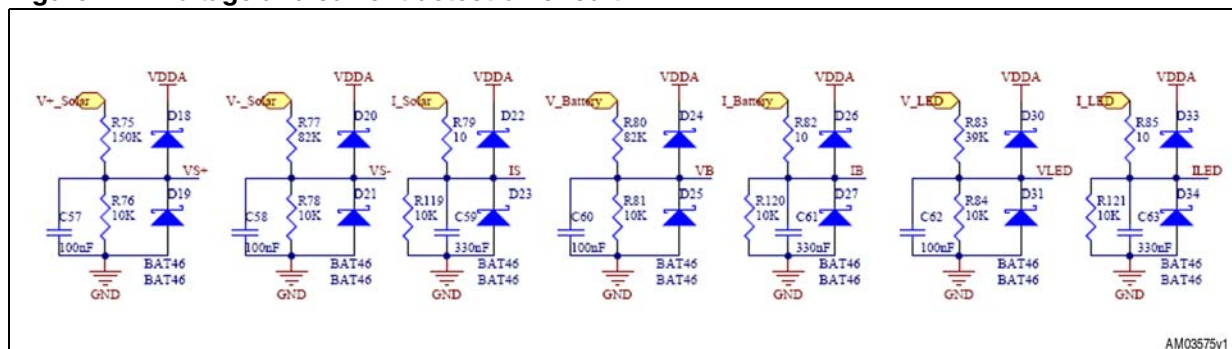 VDDA VDDA VDDA VDDA VDDA VDDA VDDA
V+_Solar V-_Solar I_Solar V_Battery I_Battery V_LED I_LED
D18 D20 D22 D24 D26 D30 D33
R75 R77 R79 R80 R82 R83 R85
150K 82K 10 82K 10 39K 10
VS+ VS- IS VB IB VLED ILED
D19 D21 D23 D25 D27 D31 D34
R76 R78 R119 R81 R120 R84 R121
10K 10K 10K 10K 10K 10K 10K
C57 C58 C59 C60 C61 C62 C63
100nF 100nF 330nF 100nF 330nF 100nF 330nF
BAT46 BAT46 BAT46 BAT46 BAT46 BAT46 BAT46
BAT46 BAT46 BAT46 BAT46 BAT46 BAT46 BAT46
GND GND GND GND GND GND GND
AM03575v1